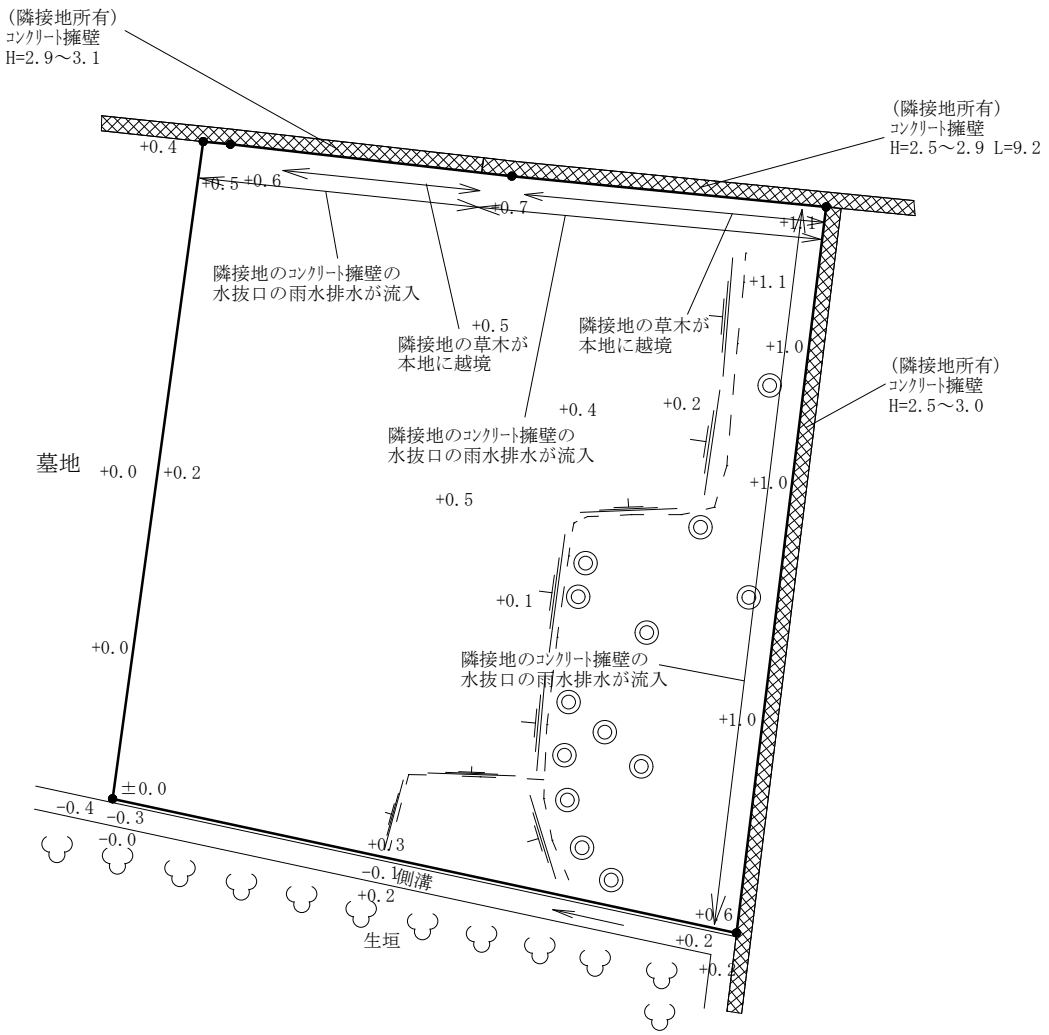 (隣接地所有)
コンクリート擁壁
H=2.9～3.1
(隣接地所有)
コンクリート擁壁
H=2.5～2.9 L=9.2
+0.4
+0.5
+0.6
+0.7
+1.1
隣接地のコンクリート擁壁の
水抜口の雨水排水が流入
+1.1
+0.5
隣接地の草木が
本地に越境
隣接地の草木が
本地に越境
+1.0
(隣接地所有)
コンクリート擁壁
H=2.5～3.0
+0.4
+0.2
隣接地のコンクリート擁壁の
水抜口の雨水排水が流入
墓地
+0.0
+0.2
+1.0
+0.5
+0.1
+0.0
隣接地のコンクリート擁壁の
水抜口の雨水排水が流入
+1.0
±0.0
-0.4
-0.3
-0.0
+0.3
-0.1
側溝
+0.2
+0.6
生垣
+0.2
+0.2